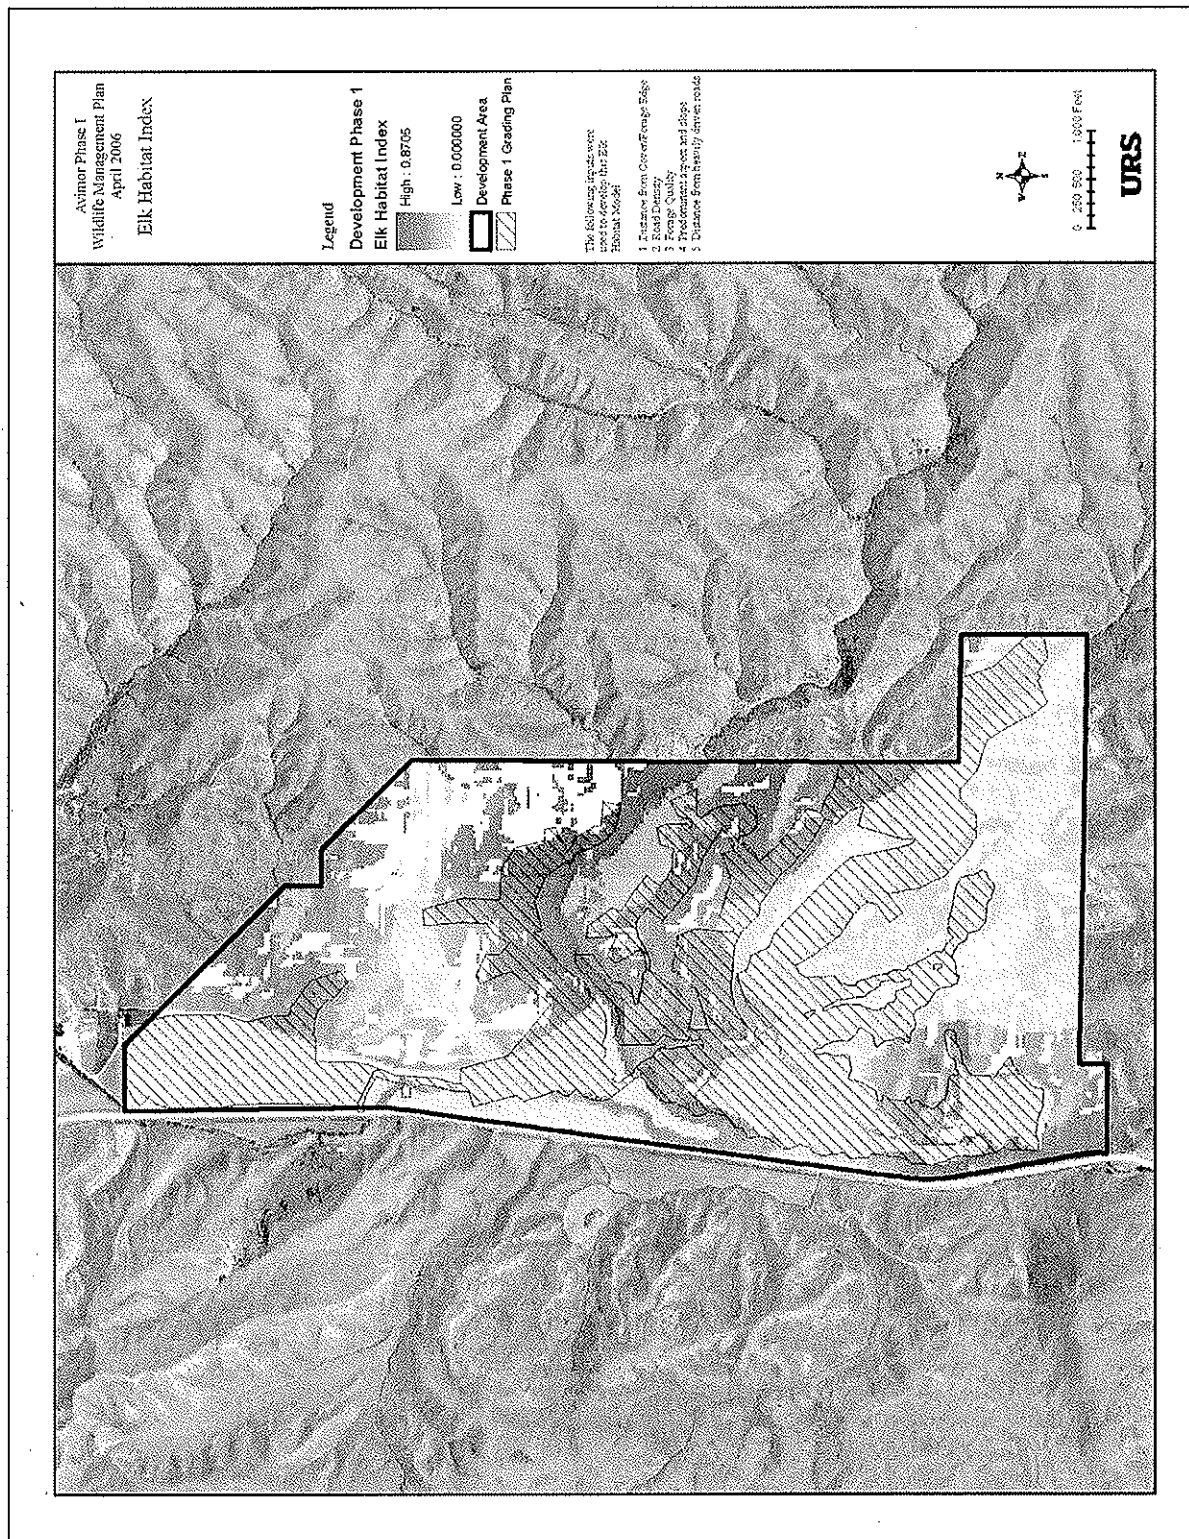 Avimor Phase I
Wildlife Management Plan
April 2006
Elk Habitat Index
Legend
Development Phase 1
Elk Habitat Index
High : 0.8705
Low : 0.000000
Development Area
Phase 1 Grading Plan
The following inputs were
used to develop this Elk
Habitat Model
1 Distance from Cover/Forage Edge
2 Road Density
3 Forage Quality
4 Predominant aspect and slope
5 Distance from heavily driven roads
N
W E
S
0 250 500 1,000 Feet
URS